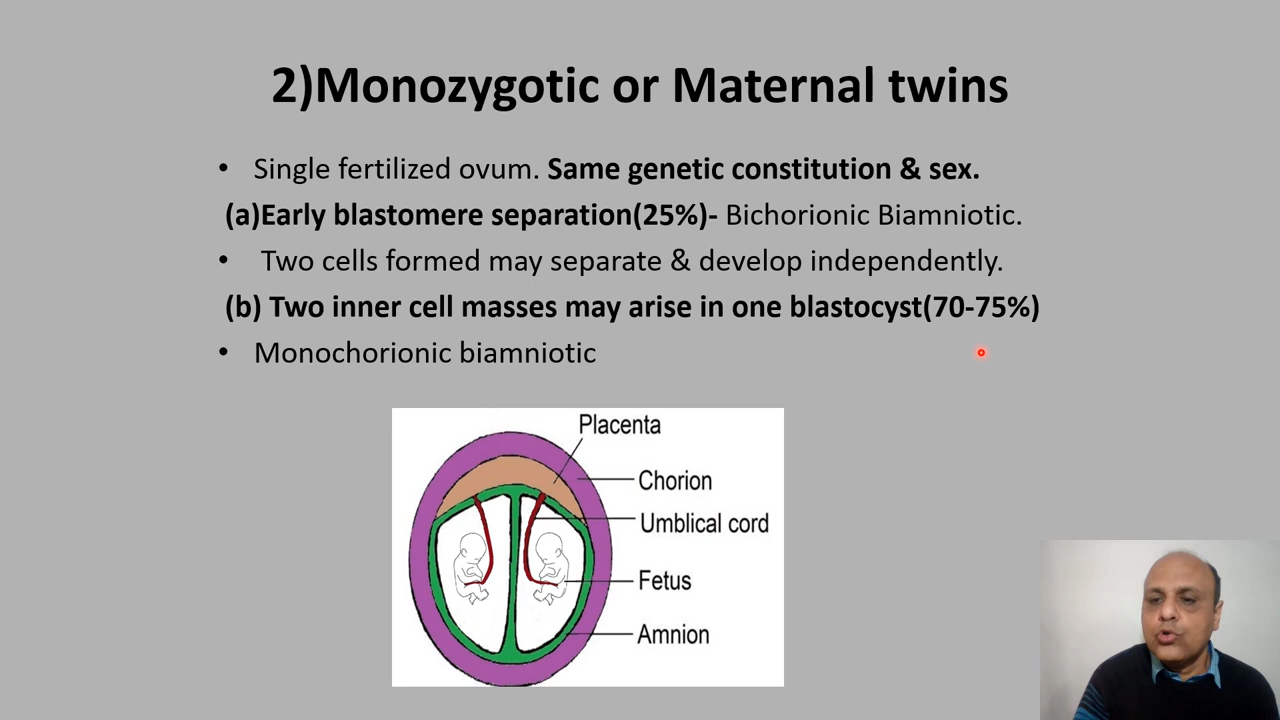 2)Monozygotic or Maternal twins
• Single fertilized ovum. Same genetic constitution & sex.
(a)Early blastomere separation(25%)- Bichorionic Biamniotic.
• Two cells formed may separate & develop independently.
(b) Two inner cell masses may arise in one blastocyst(70-75%)
• Monochorionic biamniotic
Placenta
Chorion
Umblical cord
Fetus
Amnion